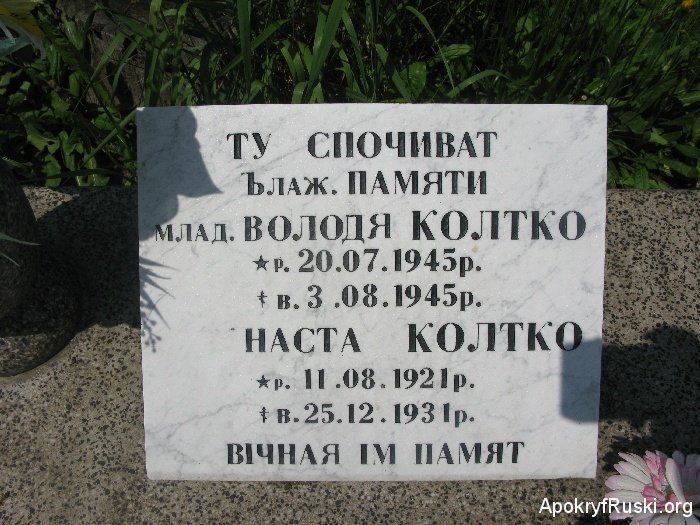 ТУ СПОЧИВАТ
Ълаж. ПАМЯТИ
МЛАД. ВОЛОДЯ КОЛТКО
★р. 20.07.1945р.
‡в. 3.08.1945р.
НАСТА КОЛТКО
★р. 11.08.1921р.
‡в. 25.12.1931р.
ВІЧНАЯ ІМ ПАМЯТ
ApokryfRuski.org